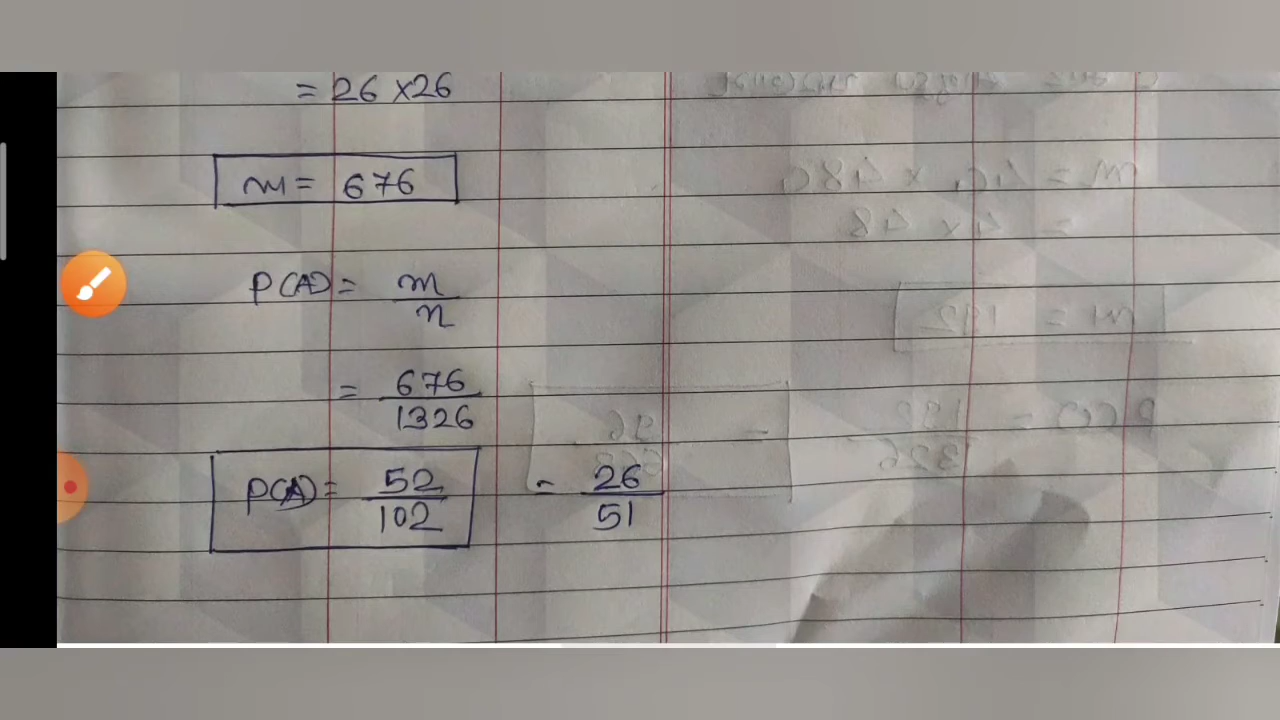 = 26 ×26
m = 676
P(A) = m/n
= 676/1326
P(A) = 52/102 = 26/51